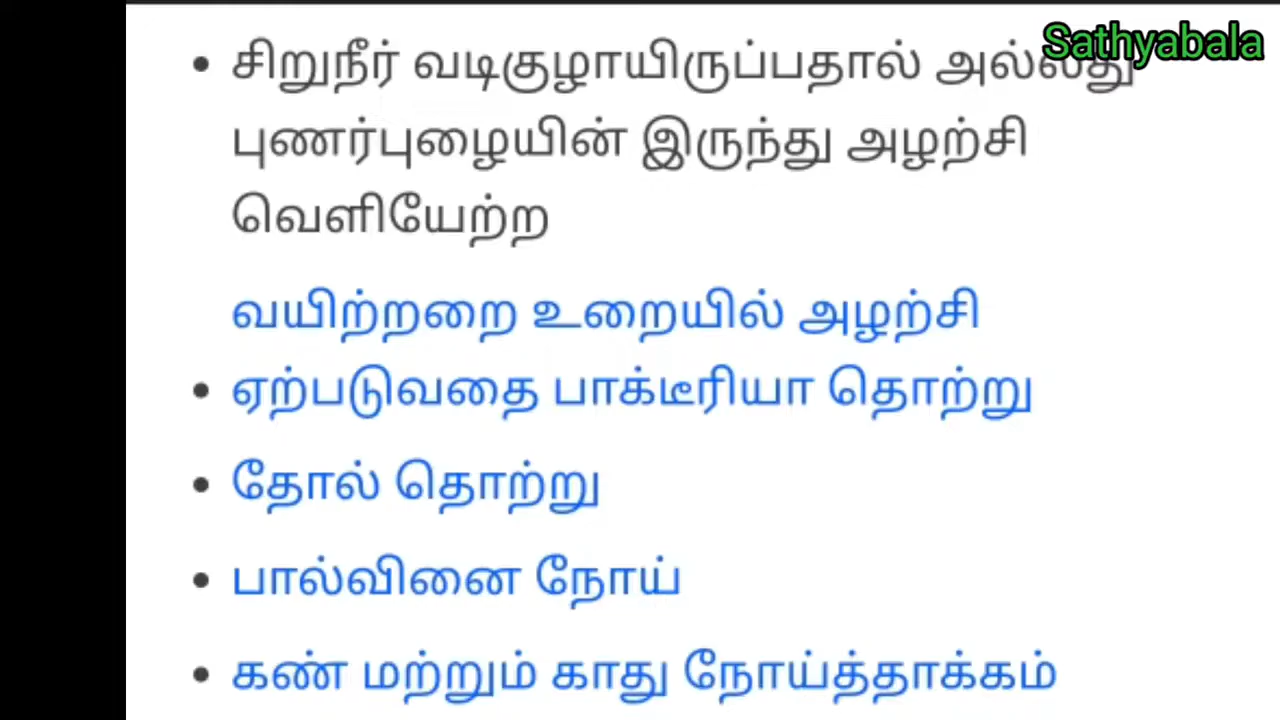 Sathyabala
சிறுநீர் வடிகுழாயிருப்பதால் அல்லது
புணர்புழையின் இருந்து அழற்சி
வெளியேற்ற
வயிற்றறை உறையில் அழற்சி
ஏற்படுவதை பாக்டீரியா தொற்று
தோல் தொற்று
பால்வினை நோய்
கண் மற்றும் காது நோய்த்தாக்கம்